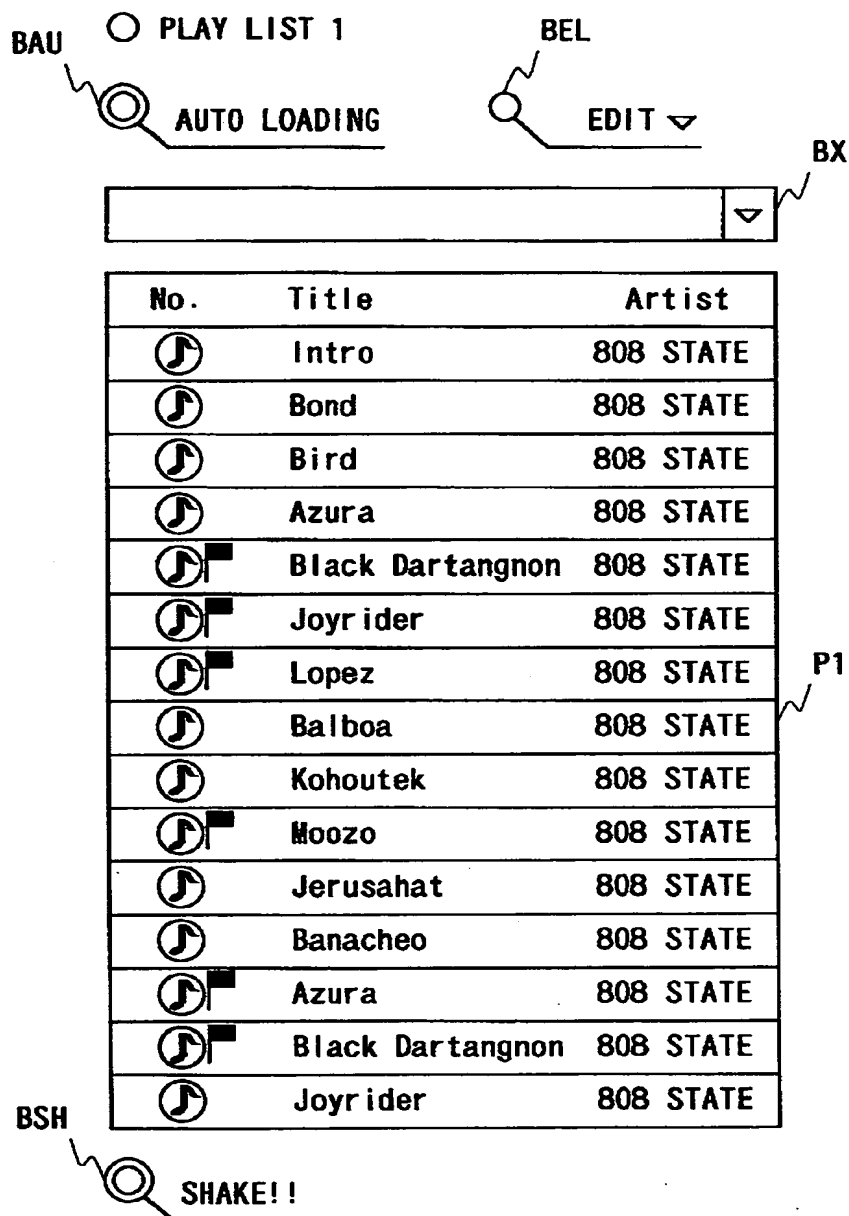 PLAY LIST 1
BAU
BEL
AUTO LOADING
EDIT
BX
No. Title Artist
Intro 808 STATE
Bond 808 STATE
Bird 808 STATE
Azura 808 STATE
Black Dartangnon 808 STATE
Joyrider 808 STATE
Lopez 808 STATE
P1
Balboa 808 STATE
Kohoutek 808 STATE
Moozo 808 STATE
Jerusahat 808 STATE
Banacheo 808 STATE
Azura 808 STATE
Black Dartangnon 808 STATE
Joyrider 808 STATE
BSH
SHAKE!!